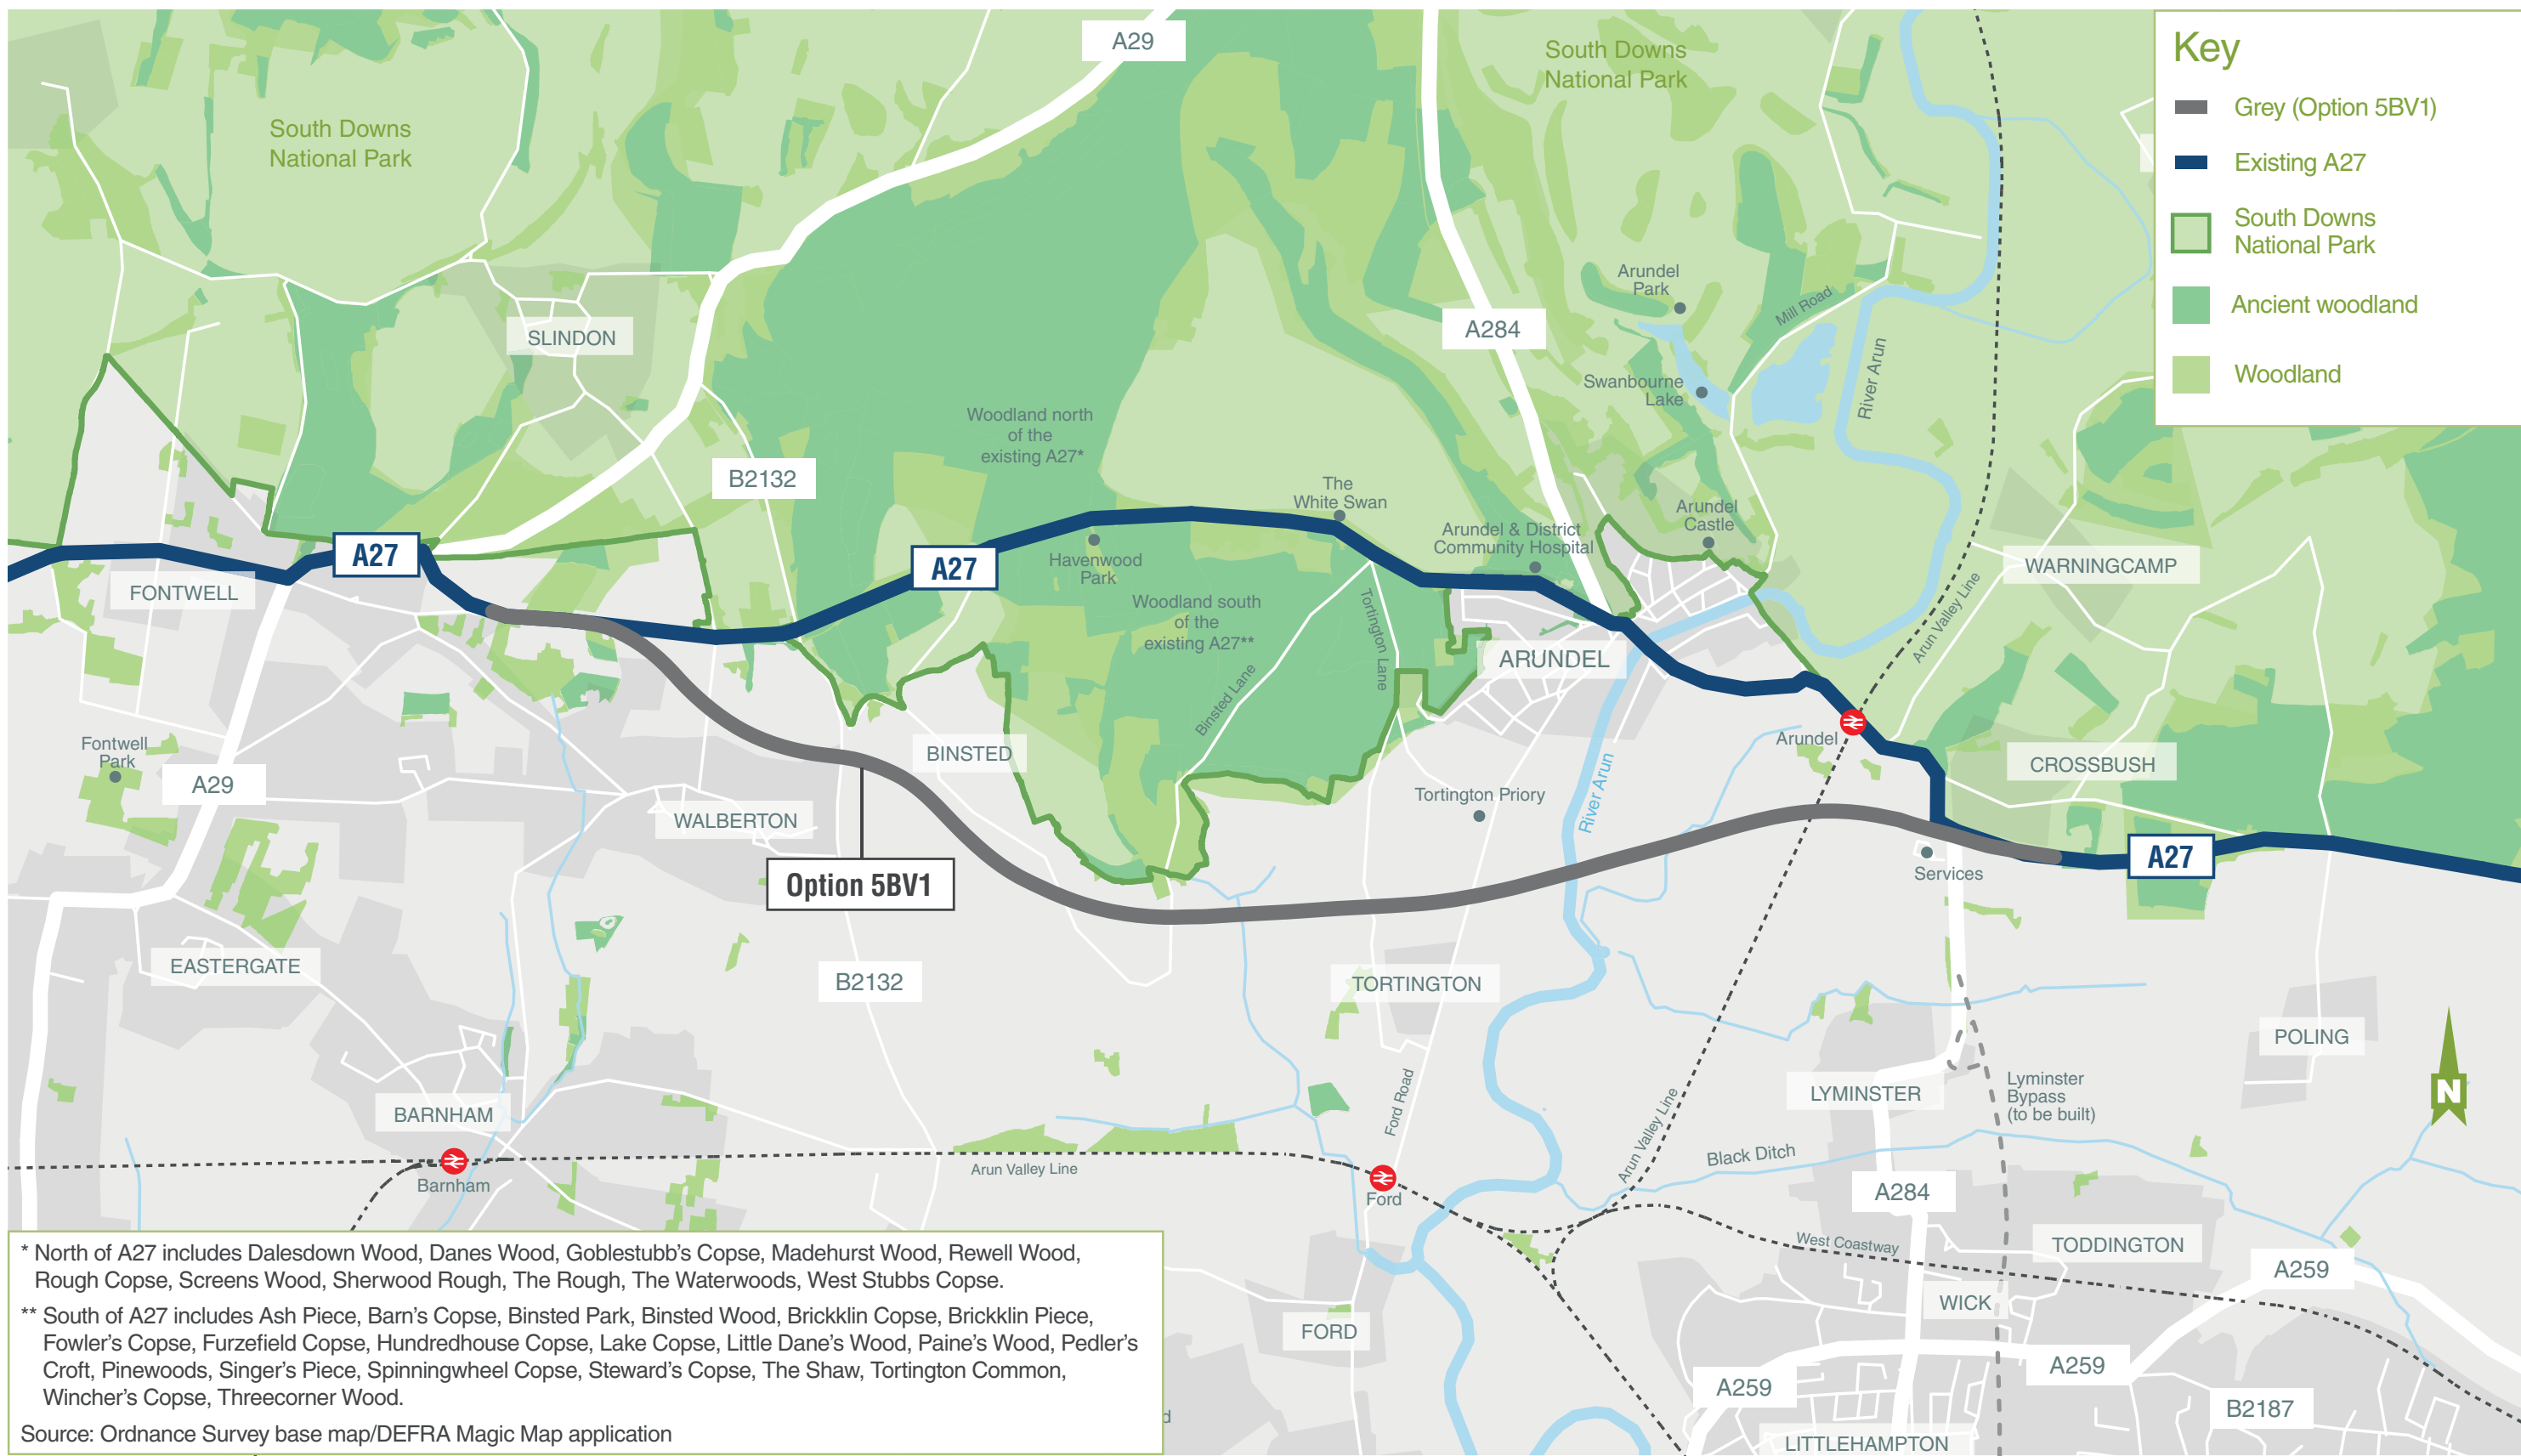 A29
South Downs
National Park
Key
Grey (Option 5BV1)
Existing A27
South Downs
National Park
Ancient woodland
Woodland
South Downs
National Park
Arundel
Park
Mill Road
SLINDON
A284
River Arun
Swanbourne
Lake
Woodland north
of the
existing A27*
B2132
The
White Swan
Arundel
Castle
Arundel & District
Community Hospital
A27
A27
Havenwood
Park
FONTWELL
WARNINGCAMP
Woodland south
of the
existing A27**
Tortington Lane
Arun Valley Line
ARUNDEL
Binsted Lane
Fontwell
Park
BINSTED
Arundel
CROSSBUSH
A29
River Arun
Tortington Priory
WALBERTON
A27
Option 5BV1
Services
EASTERGATE
B2132
TORTINGTON
POLING
N
BARNHAM
Ford Road
LYMINSTER
Lyminster
Bypass
(to be built)
Arun Valley Line
Black Ditch
Barnham
Arun Valley Line
Ford
A284
West Coastway
TODDINGTON
A259
WICK
FORD
A259
A259
B2187
LITTLEHAMPTON
d
* North of A27 includes Dalesdown Wood, Danes Wood, Goblestubb's Copse, Madehurst Wood, Rewell Wood,
Rough Copse, Screens Wood, Sherwood Rough, The Rough, The Waterwoods, West Stubbs Copse.
** South of A27 includes Ash Piece, Barn's Copse, Binsted Park, Binsted Wood, Brickklin Copse, Brickklin Piece,
Fowler's Copse, Furzefield Copse, Hundredhouse Copse, Lake Copse, Little Dane's Wood, Paine's Wood, Pedler's
Croft, Pinewoods, Singer's Piece, Spinningwheel Copse, Steward's Copse, The Shaw, Tortington Common,
Wincher's Copse, Threecorner Wood.
Source: Ordnance Survey base map/DEFRA Magic Map application